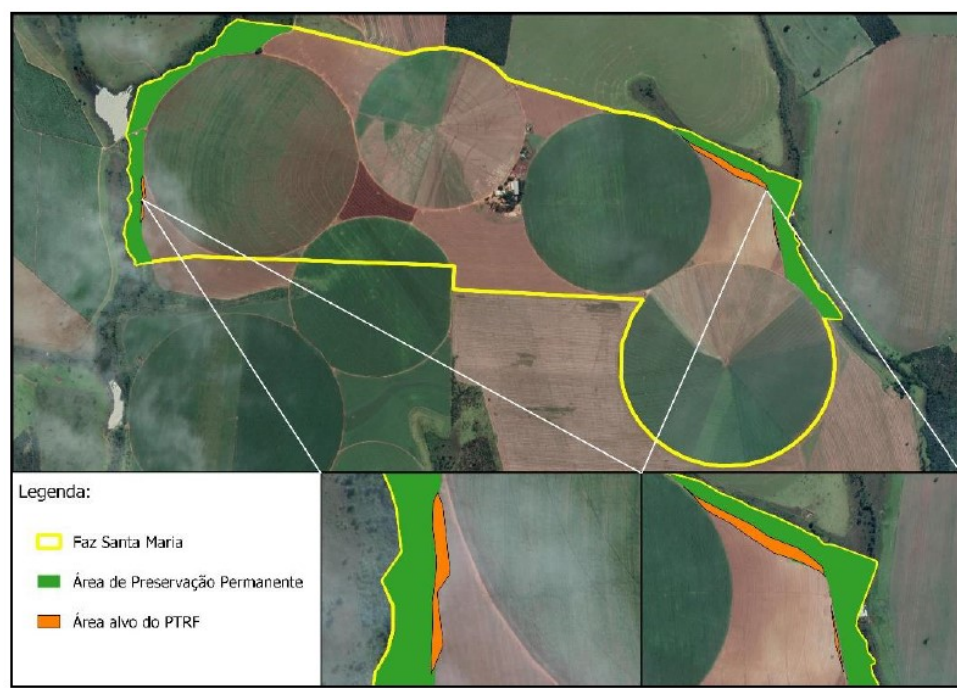 Legenda:
Faz Santa Maria
Área de Preservação Permanente
Área alvo do PTRF